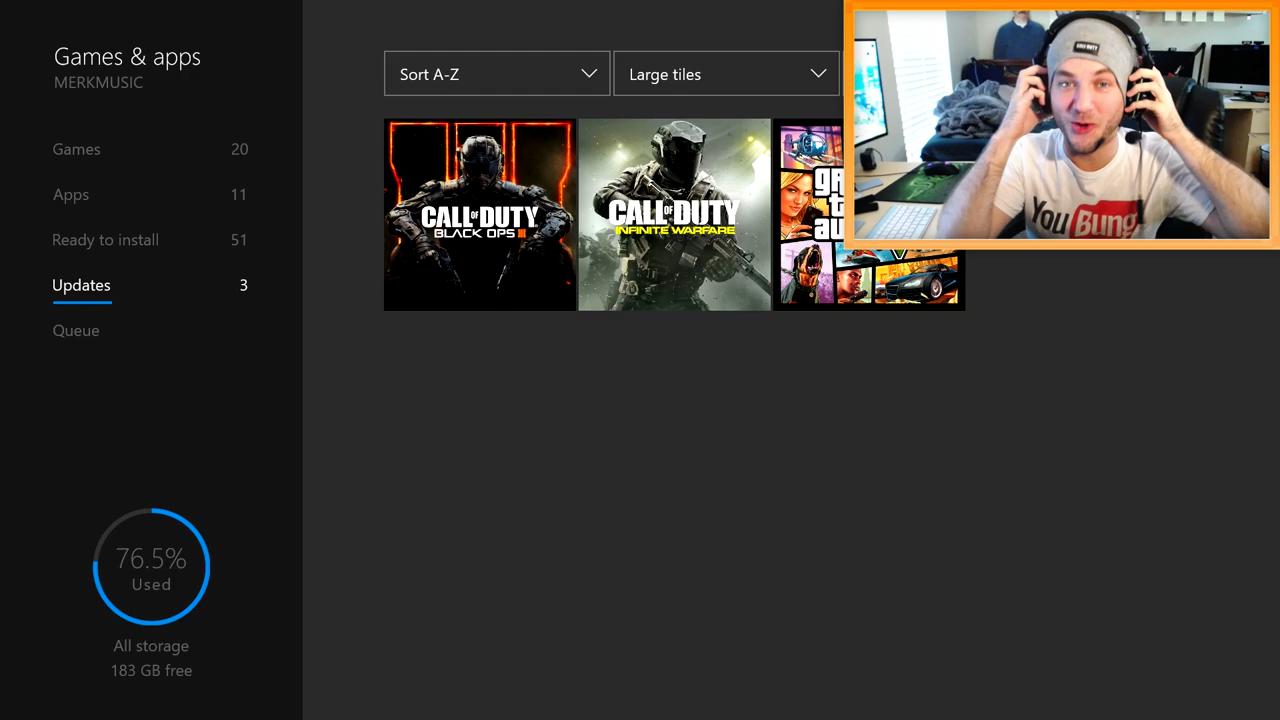 Games & apps
MERKMUSIC
Games 20
Apps 11
Ready to install 51
Updates 3
Queue
76.5%
Used
All storage
183 GB free
Sort A-Z
Large tiles
CALL OF DUTY
BLACK OPS III
CALL OF DUTY
INFINITE WARFARE
YouBung